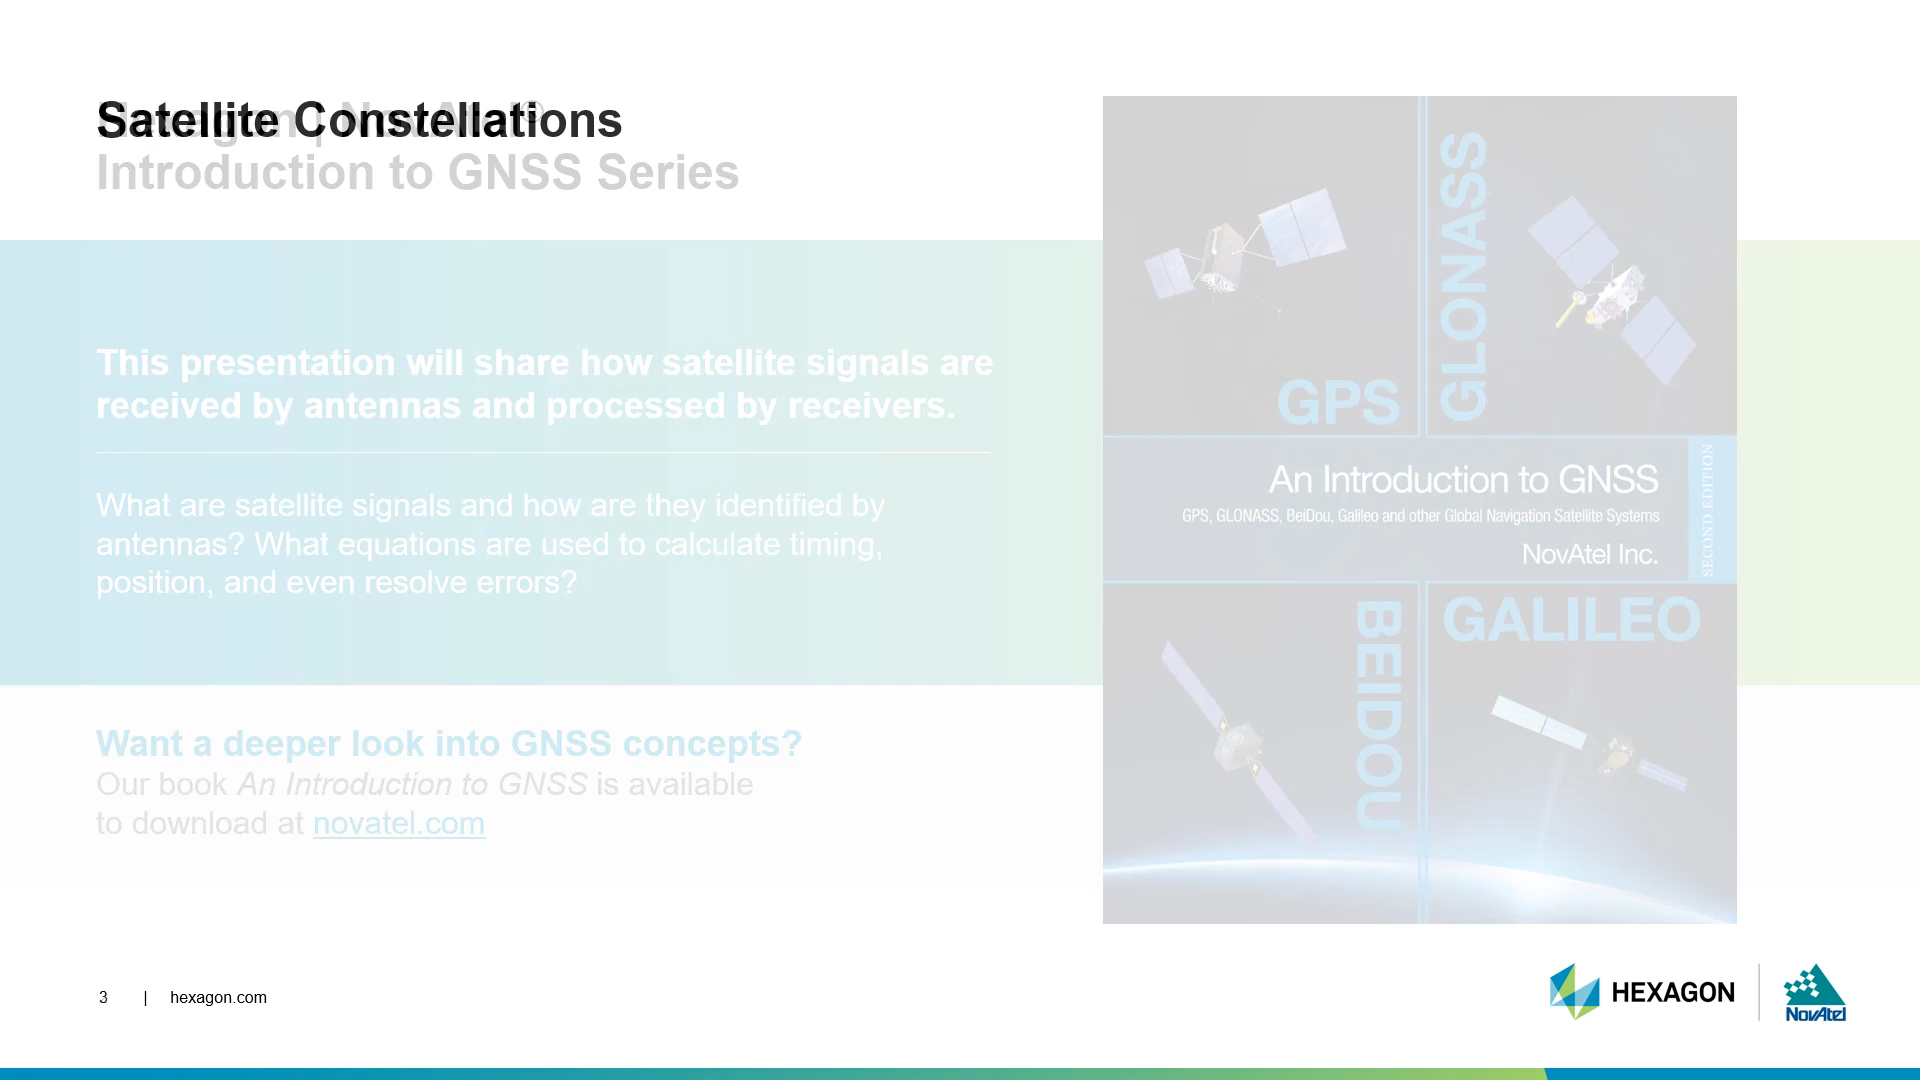 Satellite Constellations
Hexagon | NovAtel®
Introduction to GNSS Series
This presentation will share how satellite signals are
received by antennas and processed by receivers.
What are satellite signals and how are they identified by
antennas? What equations are used to calculate timing,
position, and even resolve errors?
Want a deeper look into GNSS concepts?
Our book An Introduction to GNSS is available
to download at novatel.com
GPS
GLONASS
An Introduction to GNSS
GPS, GLONASS, BeiDou, Galileo and other Global Navigation Satellite Systems
NovAtel Inc.
SECOND EDITION
BEIDOU
GALILEO
3 | hexagon.com
HEXAGON
NovAtel